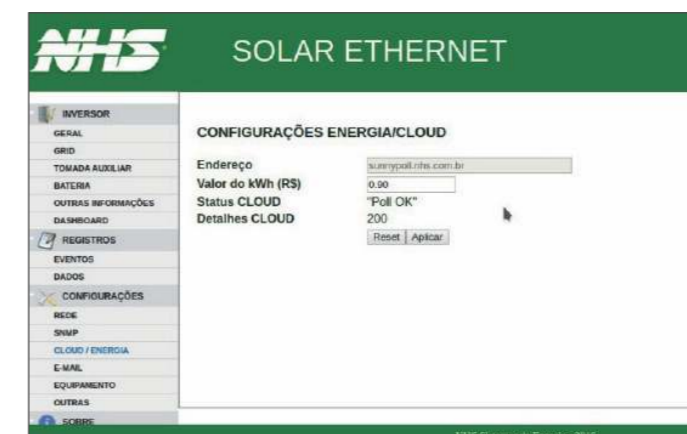 NHS SOLAR ETHERNET
INVERSOR
GERAL
GRID
TOMADA AUXILIAR
BATERIA
OUTRAS INFORMAÇÕES
DASHBOARD
REGISTROS
EVENTOS
DADOS
CONFIGURAÇÕES
REDE
SNMP
CLOUD / ENERGIA
E-MAIL
EQUIPAMENTO
OUTRAS
SOBRE
CONFIGURAÇÕES ENERGIA/CLOUD
Endereço sunnypoll.nhs.com.br
Valor do kWh (R$) 0.90
Status CLOUD "Poll OK"
Detalhes CLOUD 200
Reset Aplicar